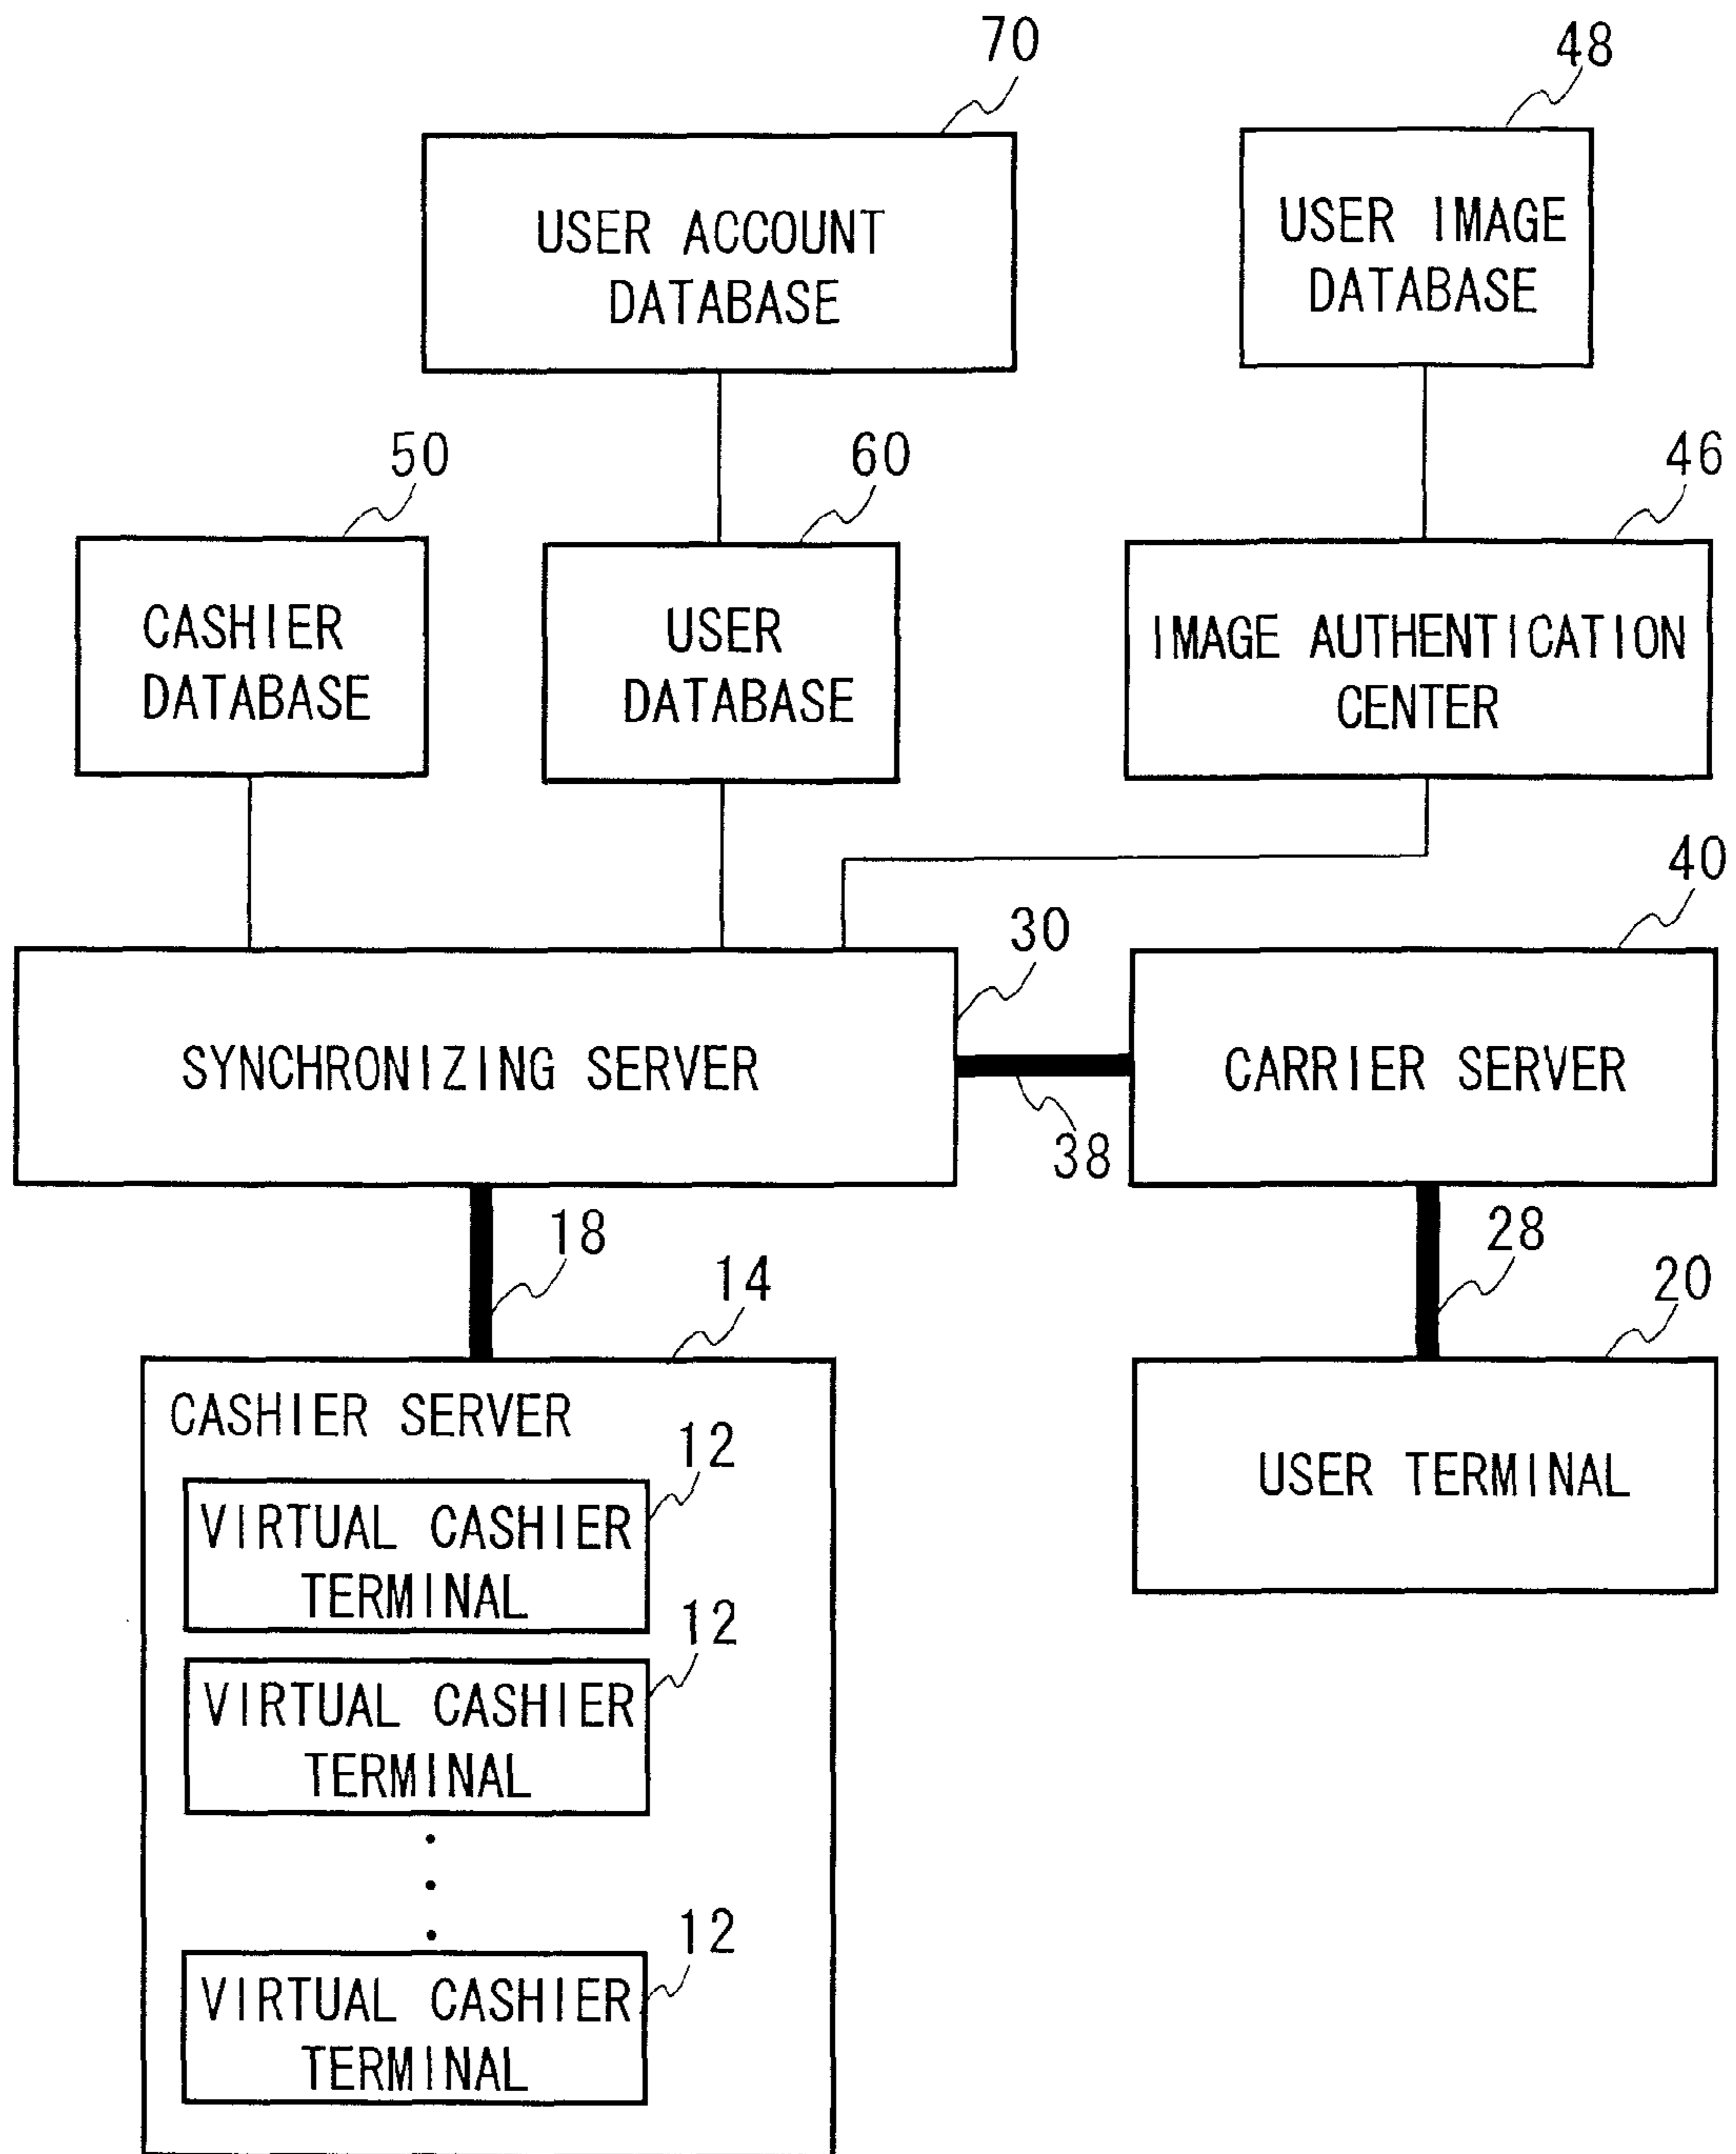 70
48
USER ACCOUNT
DATABASE
USER IMAGE
DATABASE
50
60
46
CASHIER
DATABASE
USER
DATABASE
IMAGE AUTHENTICATION
CENTER
40
30
SYNCHRONIZING SERVER
CARRIER SERVER
38
18
28
14
20
CASHIER SERVER
12
VIRTUAL CASHIER
TERMINAL
USER TERMINAL
12
VIRTUAL CASHIER
TERMINAL
12
VIRTUAL CASHIER
TERMINAL